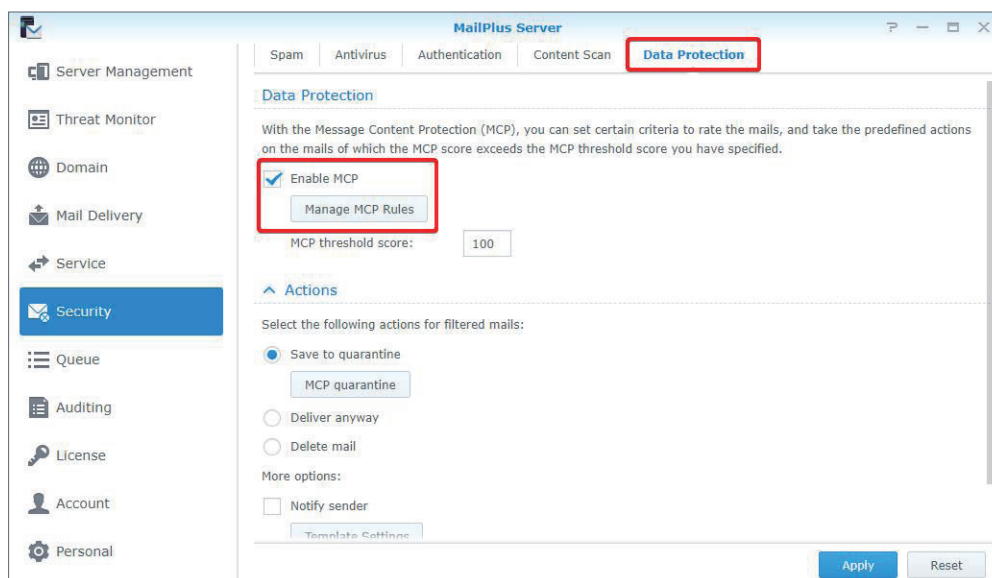 MailPlus Server
Spam Antivirus Authentication Content Scan Data Protection
Server Management
Threat Monitor
Domain
Mail Delivery
Service
Security
Queue
Auditing
License
Account
Personal
Data Protection
With the Message Content Protection (MCP), you can set certain criteria to rate the mails, and take the predefined actions
on the mails of which the MCP score exceeds the MCP threshold score you have specified.
Enable MCP
Manage MCP Rules
MCP threshold score: 100
Actions
Select the following actions for filtered mails:
Save to quarantine
MCP quarantine
Deliver anyway
Delete mail
More options:
Notify sender
Template Settings
Apply Reset